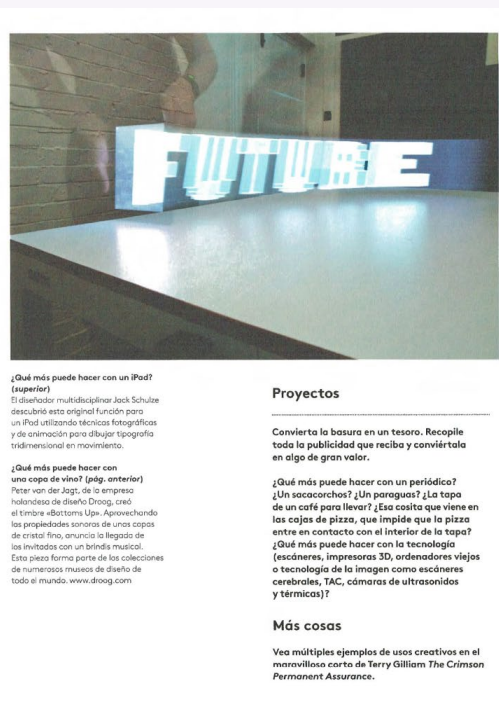 FUTURE
¿Qué más puede hacer con un iPad?
(superior)
El diseñador multidisciplinar Jack Schulze
descubrió esta original función para
un iPad utilizando técnicas fotográficas
y de animación para dibujar tipografía
tridimensional en movimiento.
¿Qué más puede hacer con
una copa de vino? (pág. anterior)
Peter van der Jagt, de la empresa
holandesa de diseño Droog, creó
el timbre «Bottoms Up». Aprovechando
las propiedades sonoras de unas copas
de cristal fino, anuncia la llegada de
los invitados con un brindis musical.
Esta pieza forma parte de los colecciones
de numerosos museos de diseño de
todo el mundo. www.droog.com
Proyectos
Convierta la basura en un tesoro. Recopile
toda la publicidad que reciba y conviértala
en algo de gran valor.
¿Qué más puede hacer con un periódico?
¿Un sacacorchos? ¿Un paraguas? ¿La tapa
de un café para llevar? ¿Esa cosita que viene en
las cajas de pizza, que impide que la pizza
entre en contacto con el interior de la tapa?
¿Qué más puede hacer con la tecnología
(escáneres, impresoras 3D, ordenadores viejos
o tecnología de la imagen como escáneres
cerebrales, TAC, cámaras de ultrasonidos
y térmicas)?
Más cosas
Vea múltiples ejemplos de usos creativos en el
maravilloso corto de Terry Gilliam The Crimson
Permanent Assurance.